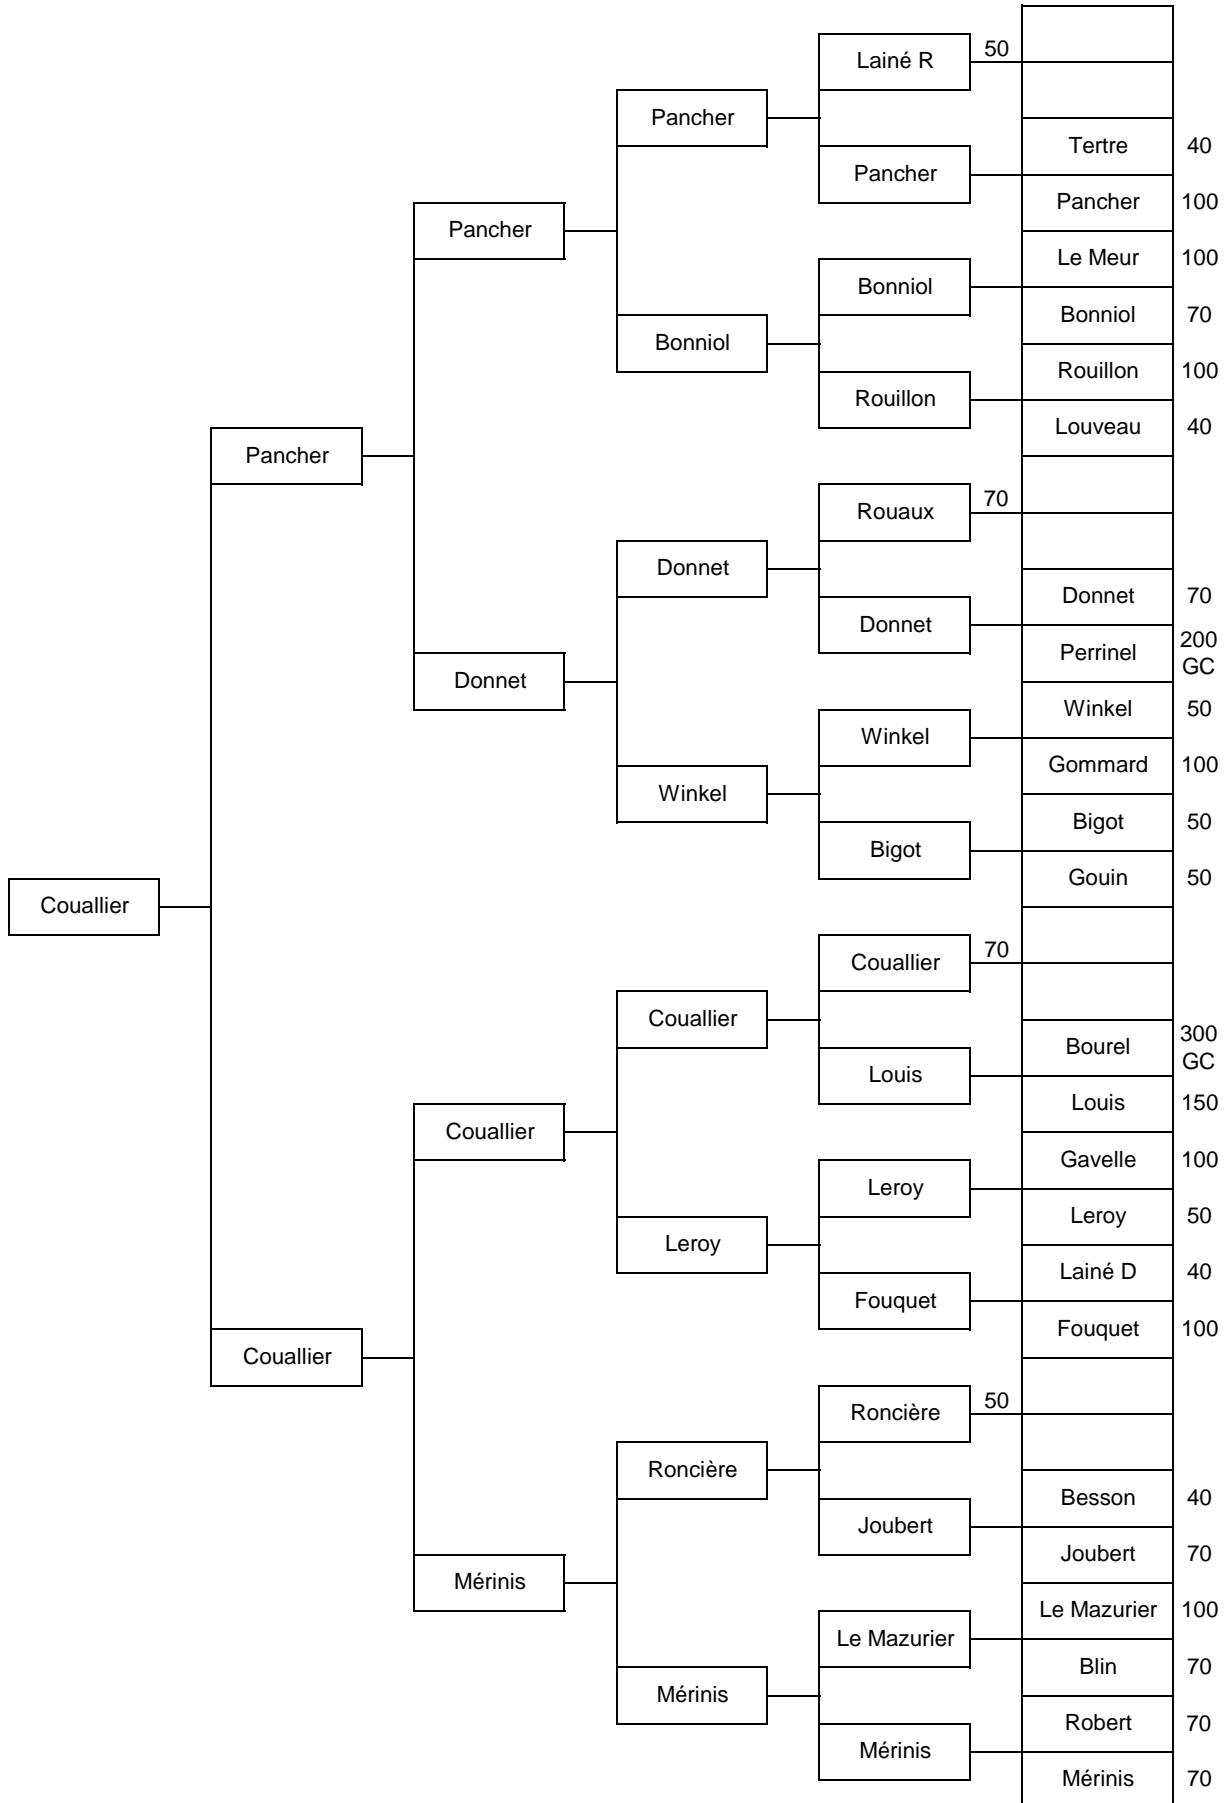 Lainé R 50
Pancher
Tertre 40
Pancher
Pancher 100
Pancher
Le Meur 100
Bonniol
Bonniol 70
Bonniol
Rouillon 100
Rouillon
Louveau 40
Pancher
Rouaux 70
Donnet
Donnet 70
Donnet
Perrinel 200
GC
Donnet
Winkel 50
Winkel
Gommard 100
Winkel
Bigot 50
Bigot
Gouin 50
Couallier
Couallier 70
Couallier
Bourel 300
GC
Louis
Louis 150
Couallier
Gavelle 100
Leroy
Leroy 50
Leroy
Lainé D 40
Fouquet
Fouquet 100
Couallier
Roncière 50
Roncière
Besson 40
Joubert
Joubert 70
Mérinis
Le Mazurier 100
Le Mazurier
Blin 70
Mérinis
Robert 70
Mérinis
Mérinis 70